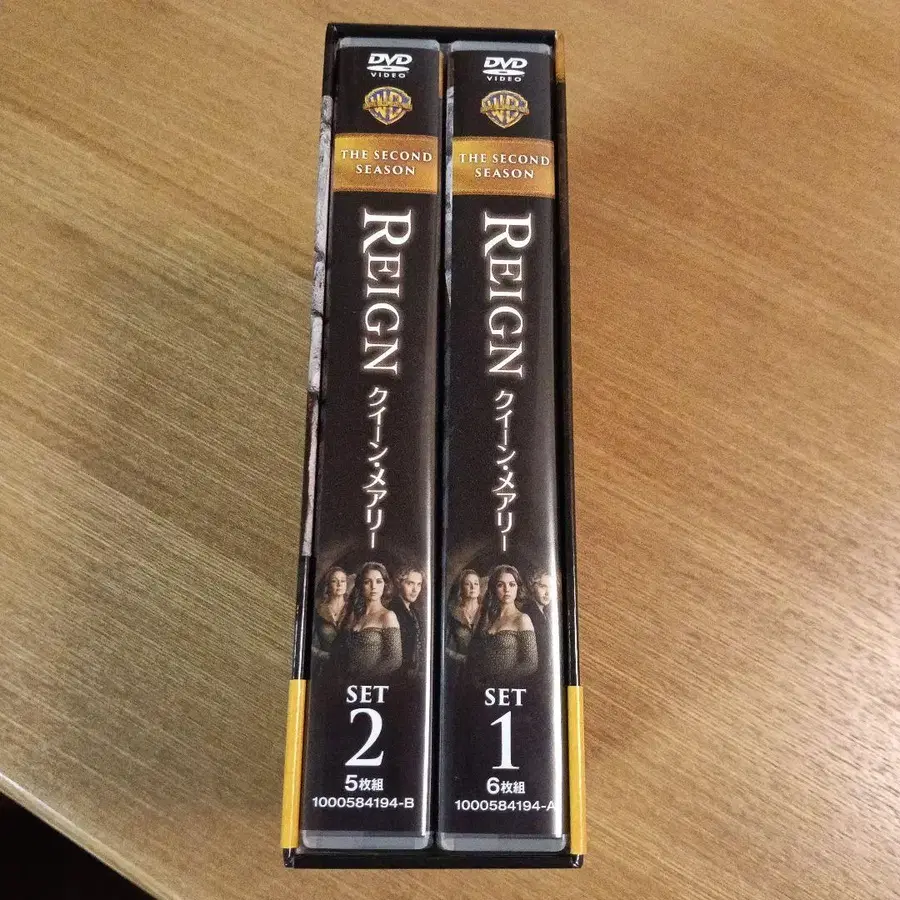 DVD
VIDEO
WB
THE SECOND
SEASON
REIGN
クイーン・メアリー
SET
2
5枚組
1000584194-B
DVD
VIDEO
WB
THE SECOND
SEASON
REIGN
クイーン・メアリー
SET
1
6枚組
1000584194-A